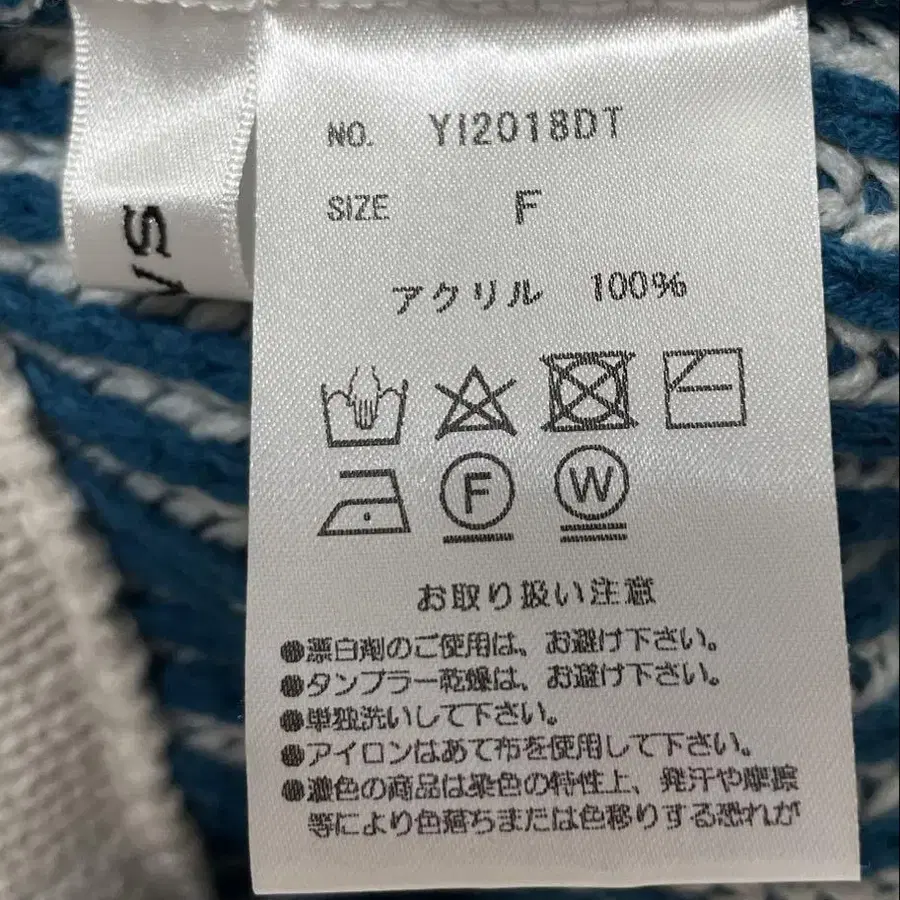 NO. YI2018DT
SIZE F
アクリル 100%
F
W
お取り扱い注意
●漂白剤のご使用は、お避け下さい。
●タンブラー乾燥は、お避け下さい。
●単独洗いして下さい。
●アイロンはあて布を使用して下さい。
●濃色の商品は染色の特性上、発汗や摩擦
等により色落ちまたは色移りする恐れが